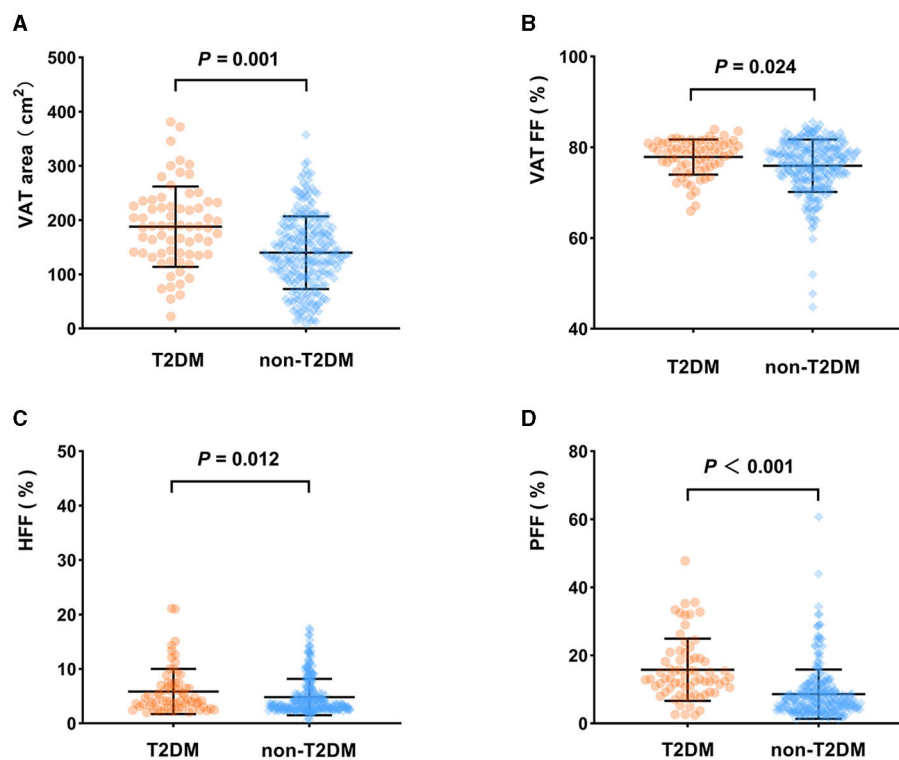 A
VAT area ( cm²)
500
400
300
200
100
0
P = 0.001
T2DM non-T2DM
B
VAT FF ( % )
100
80
60
40
P = 0.024
T2DM non-T2DM
C
HFF ( % )
50
40
30
20
10
0
P = 0.012
T2DM non-T2DM
D
PFF ( % )
80
60
40
20
0
P < 0.001
T2DM non-T2DM